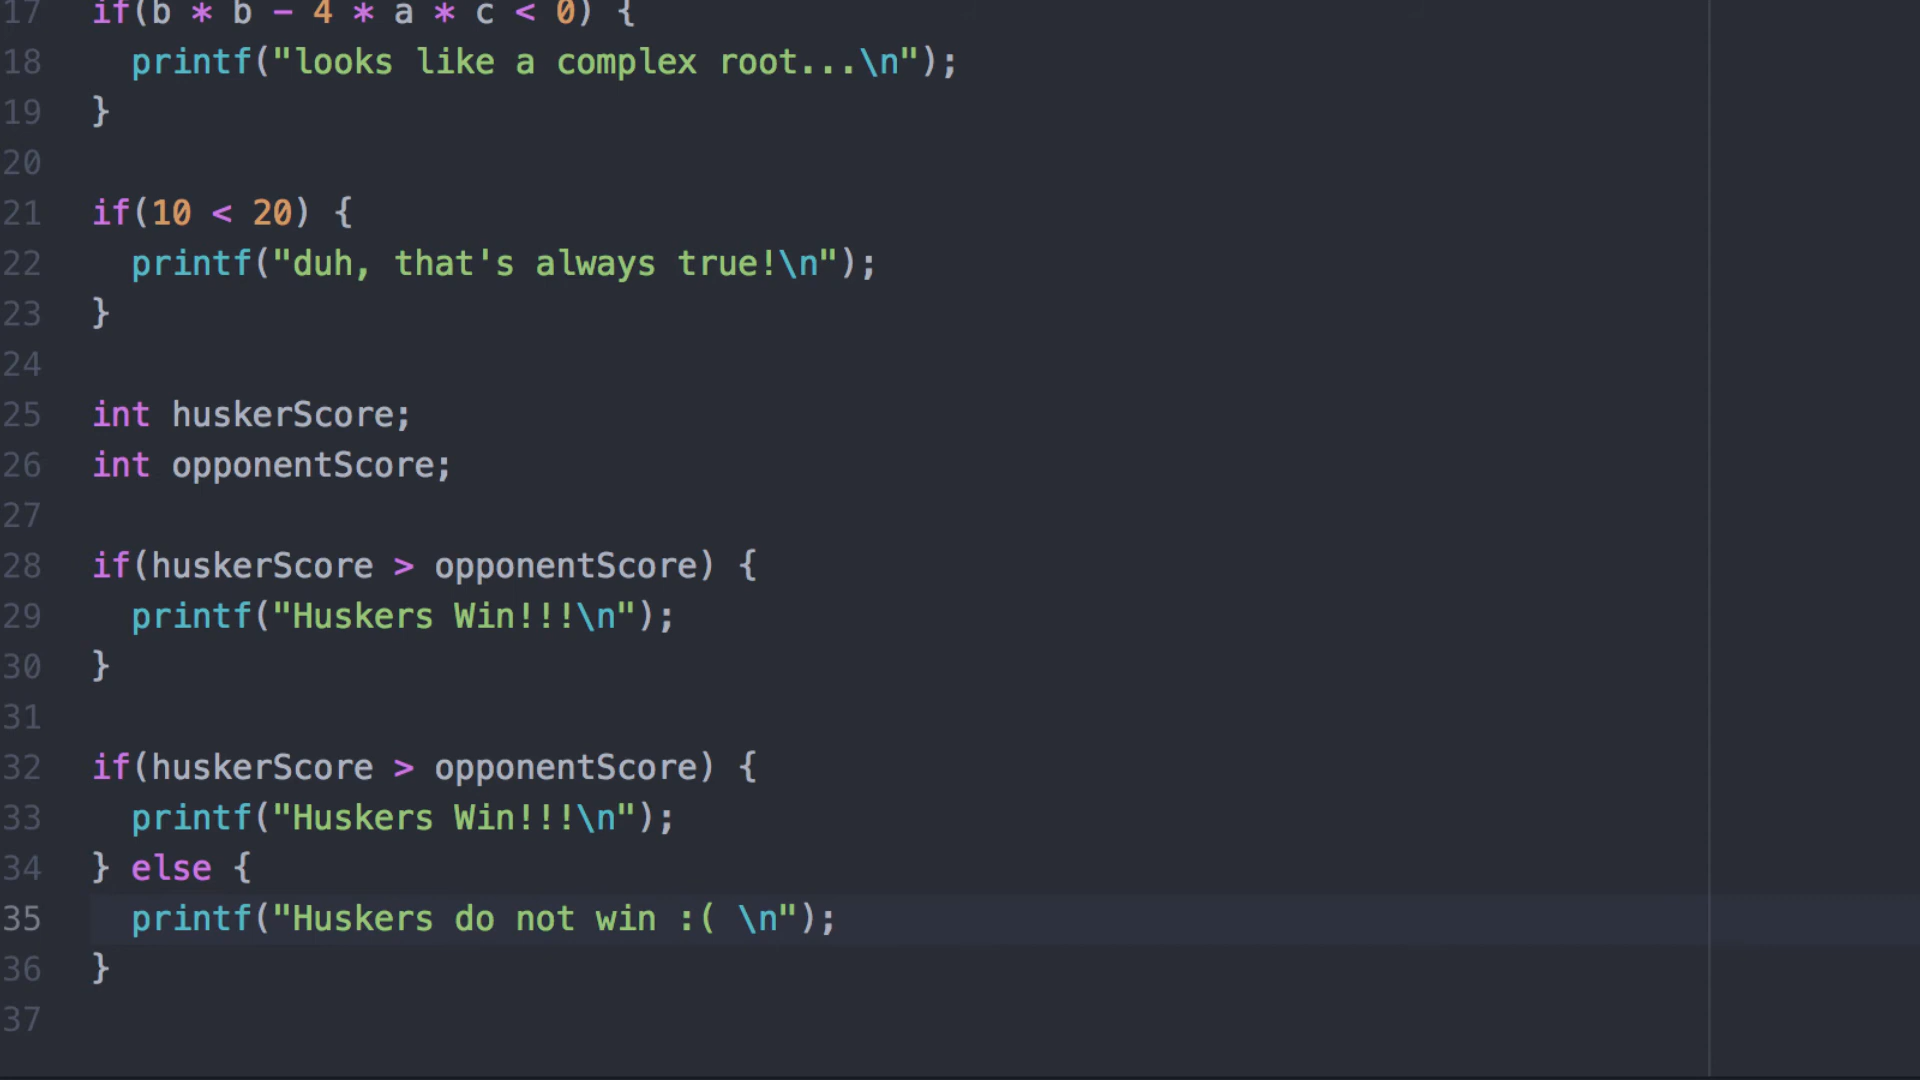 17 if(b * b - 4 * a * c < 0) {
18   printf("looks like a complex root...\n");
19 }
20
21 if(10 < 20) {
22   printf("duh, that's always true!\n");
23 }
24
25 int huskerScore;
26 int opponentScore;
27
28 if(huskerScore > opponentScore) {
29   printf("Huskers Win!!!\n");
30 }
31
32 if(huskerScore > opponentScore) {
33   printf("Huskers Win!!!\n");
34 } else {
35   printf("Huskers do not win :( \n");
36 }
37